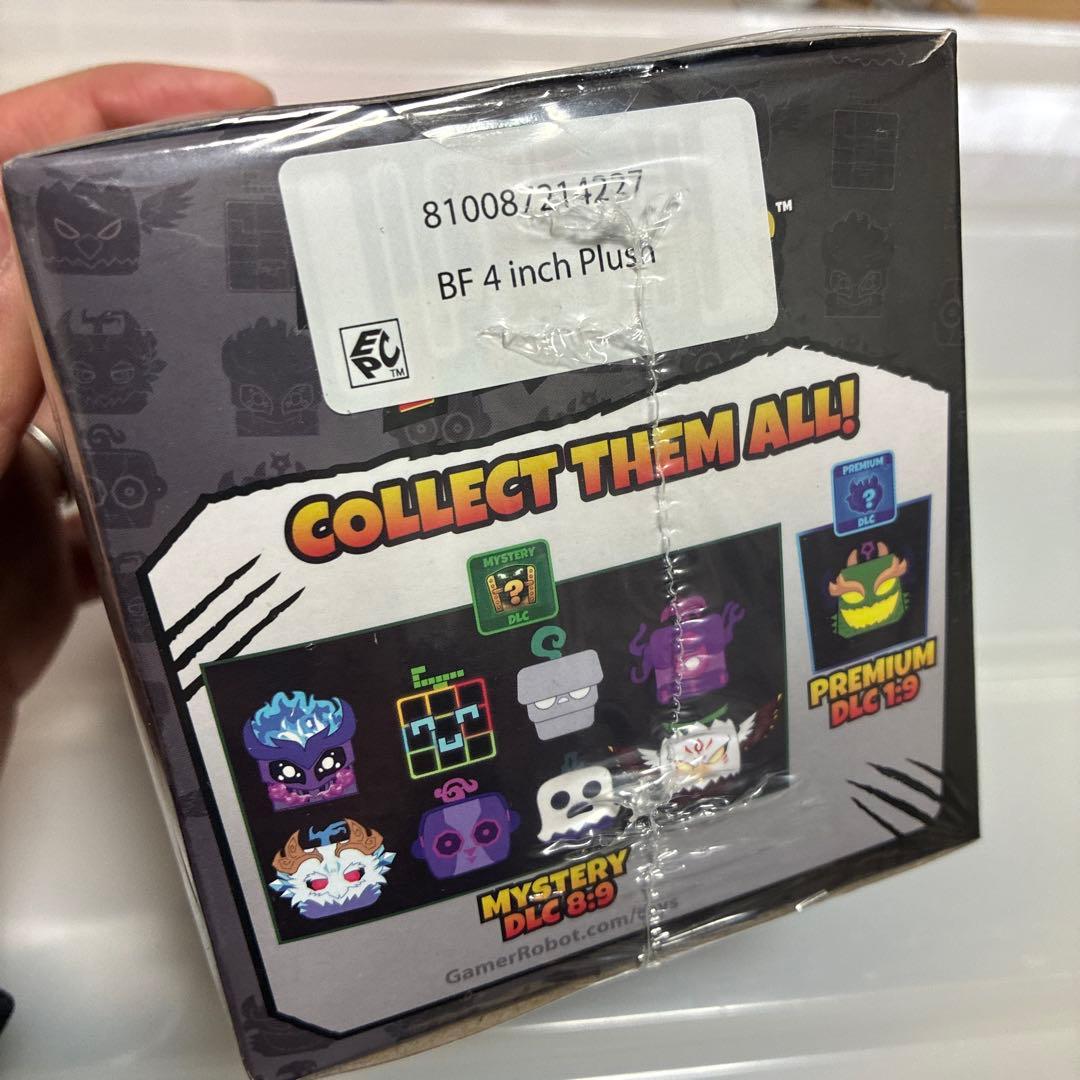 810087214227
BF 4 inch Plush
EPC
TM
TM
COLLECT THEM ALL!
PREMIUM
?
DLC
MYSTERY
?
DLC
PREMIUM
DLC 1:9
MYSTERY
DLC 8:9
GamerRobot.com/toys